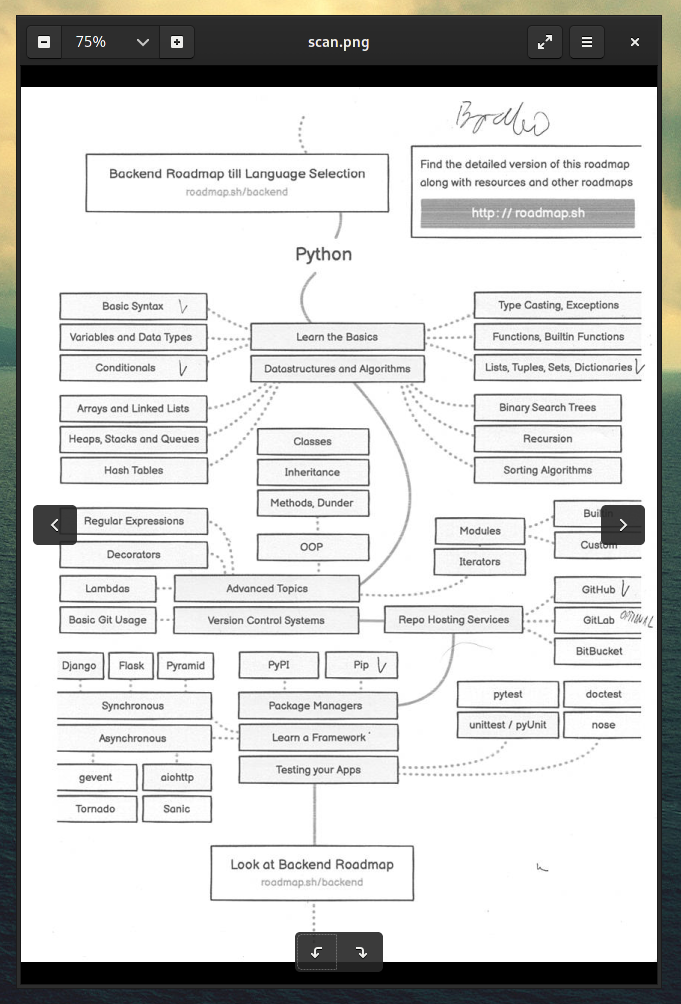 75%
scan.png
Backend Roadmap till Language Selection
roadmap.sh/backend
Find the detailed version of this roadmap
along with resources and other roadmaps
http: // roadmap.sh
Python
Basic Syntax
Variables and Data Types
Conditionals
Learn the Basics
Datastructures and Algorithms
Type Casting, Exceptions
Functions, Builtin Functions
Lists, Tuples, Sets, Dictionaries
Arrays and Linked Lists
Heaps, Stacks and Queues
Hash Tables
Binary Search Trees
Recursion
Sorting Algorithms
Classes
Inheritance
Methods, Dunder
OOP
Regular Expressions
Decorators
Lambdas
Basic Git Usage
Advanced Topics
Version Control Systems
Modules
Iterators
Custom
Repo Hosting Services
GitHub
GitLab OPTIONAL
BitBucket
Django
Flask
Pyramid
Synchronous
Asynchronous
gevent
aiohttp
Tornado
Sanic
PyPI
Pip
Package Managers
Learn a Framework
Testing your Apps
pytest
doctest
unittest / pyUnit
nose
Look at Backend Roadmap
roadmap.sh/backend